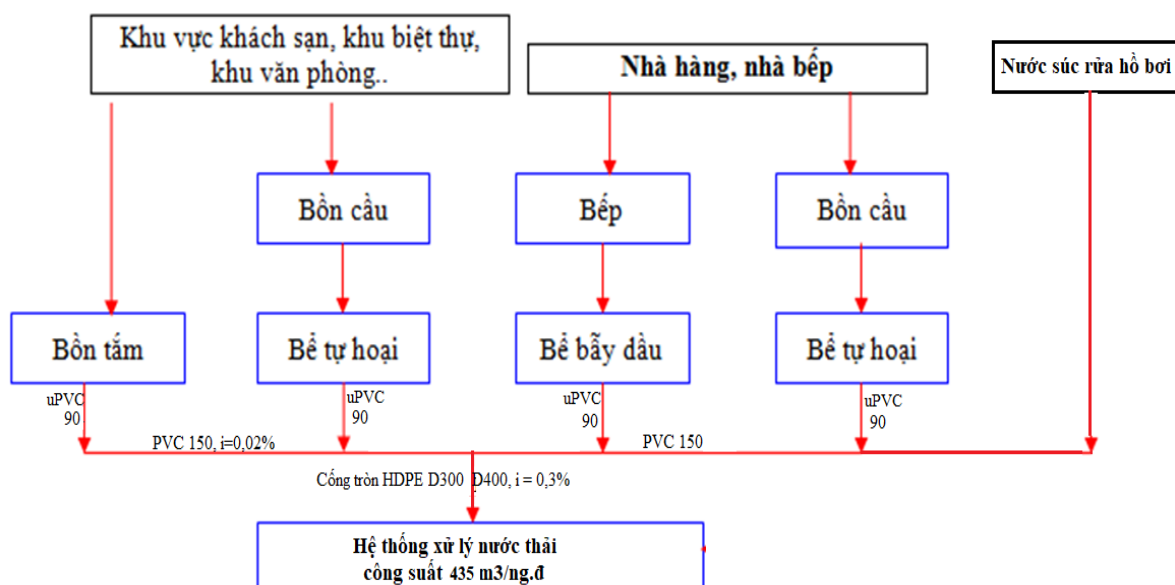 Khu vực khách sạn, khu biệt thự,
khu văn phòng..
Nhà hàng, nhà bếp
Nước súc rửa hồ bơi
Bồn cầu
Bếp
Bồn cầu
Bồn tắm
Bể tự hoại
Bể bẫy dầu
Bể tự hoại
uPVC
90
uPVC
90
uPVC
90
uPVC
90
PVC 150, i=0,02%
PVC 150
Cống tròn HDPE D300 D400, i = 0,3%
Hệ thống xử lý nước thải
công suất 435 m3/ng.đ